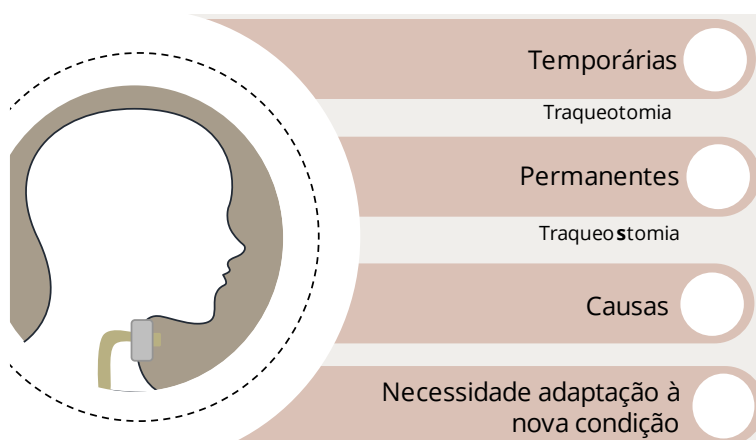 Temporárias
Traqueotomia
Permanentes
Traqueostomia
Causas
Necessidade adaptação à
nova condição